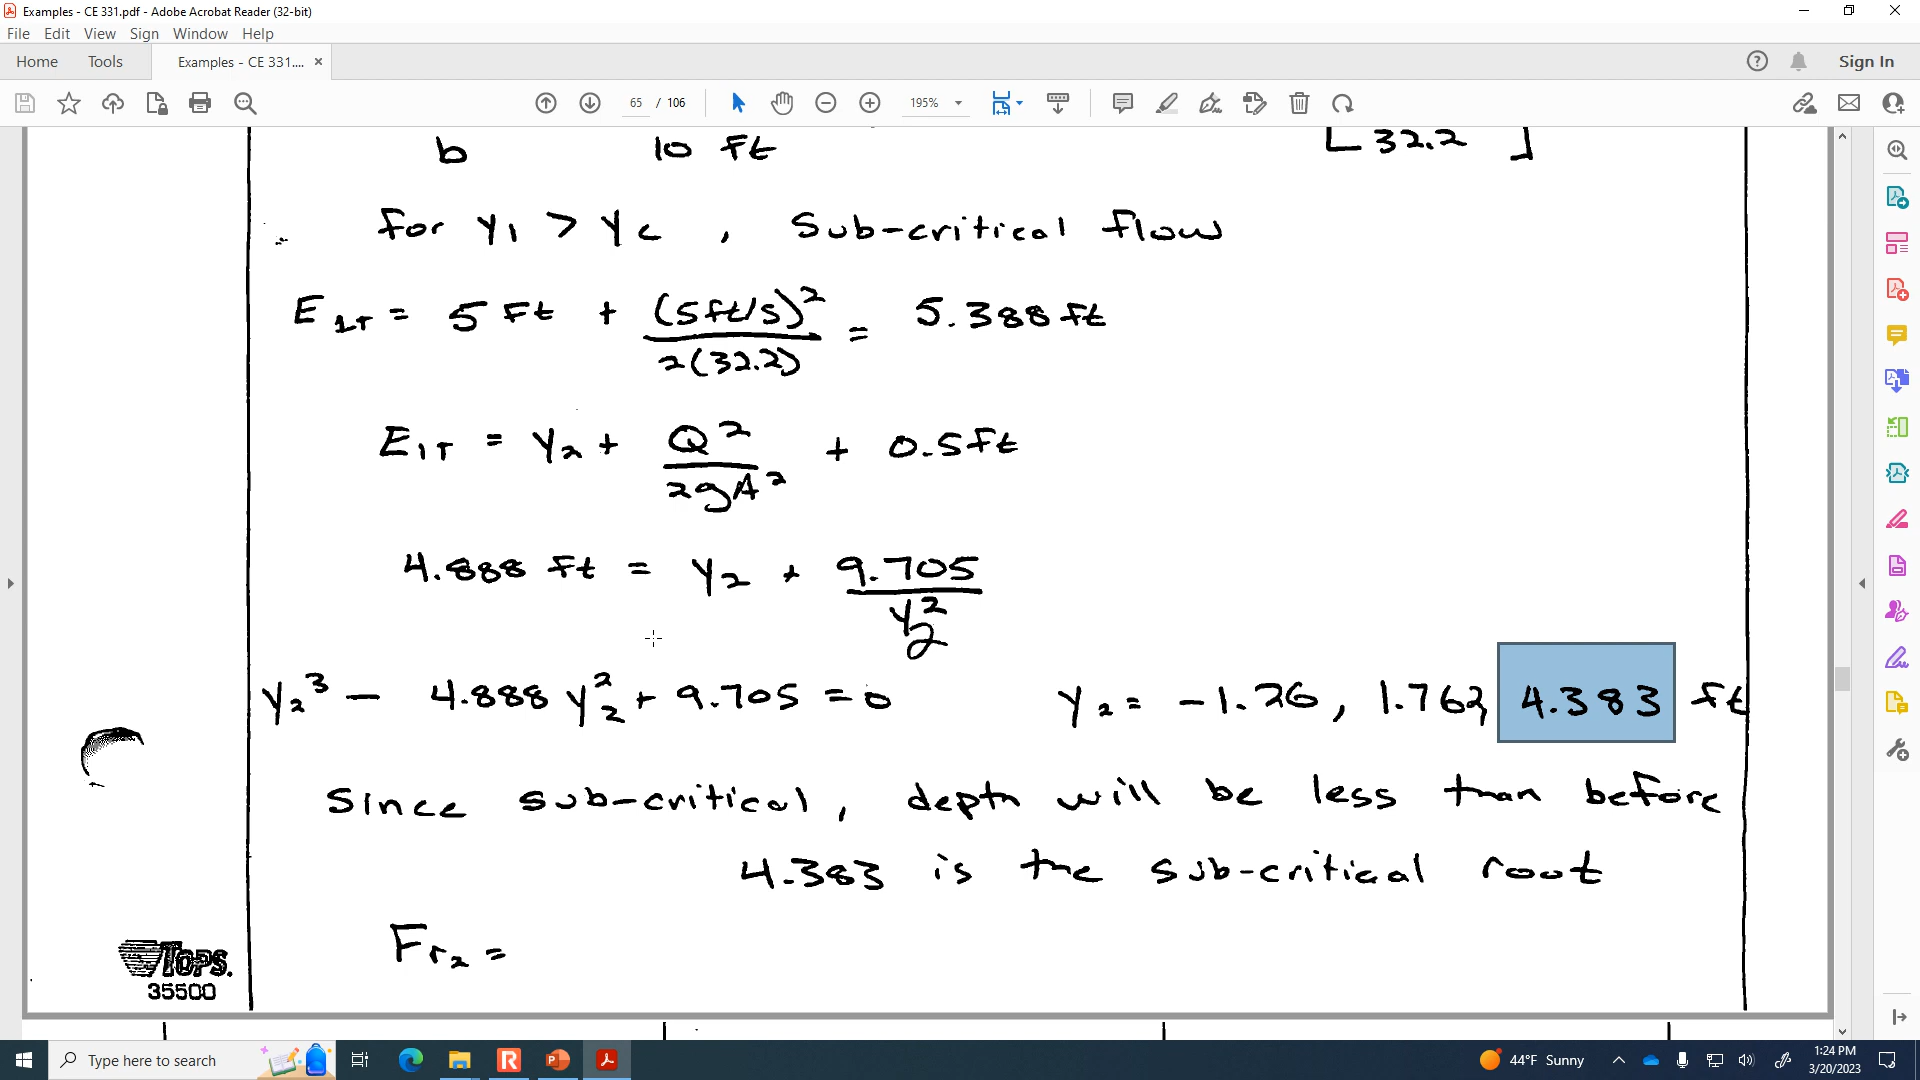 Examples - CE 331.pdf - Adobe Acrobat Reader (32-bit)
File Edit View Sign Window Help
Home Tools Examples - CE 331.... × Sign In
65 / 106 195%
b 10 ft [32.2]
for y1 > yc , Sub-critical flow
E1T = 5 ft + (5ft/s)² / 2(32.2) = 5.388 ft
E1T = y2 + Q² / 2gA² + 0.5ft
4.888 ft = y2 + 9.705 / y2²
y2³ - 4.888 y2² + 9.705 = 0 y2 = -1.26, 1.762, 4.383 ft
Since sub-critical, depth will be less than before
4.383 is the sub-critical root
Fr2 =
TOPS.
35500
Type here to search 44°F Sunny 1:24 PM
3/20/2023